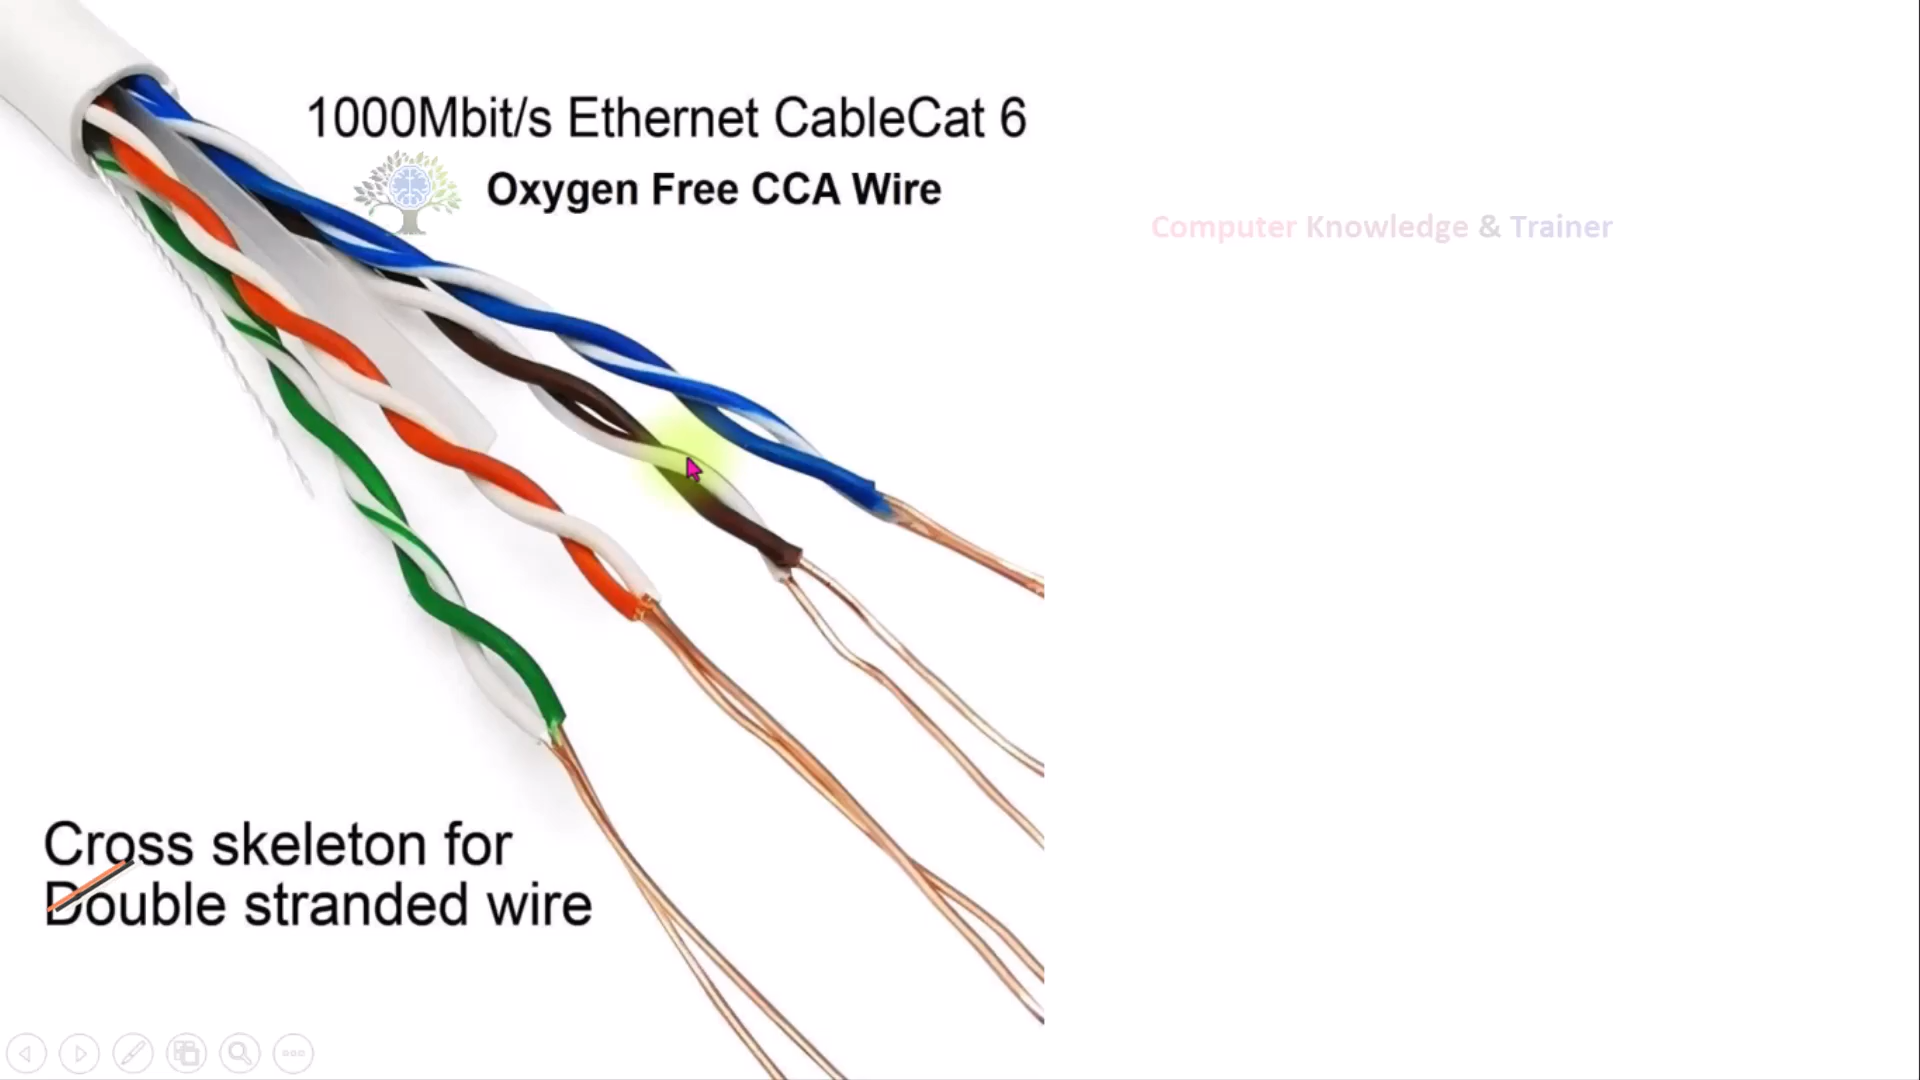 1000Mbit/s Ethernet CableCat 6
Oxygen Free CCA Wire
Computer Knowledge & Trainer
Cross skeleton for
Double stranded wire